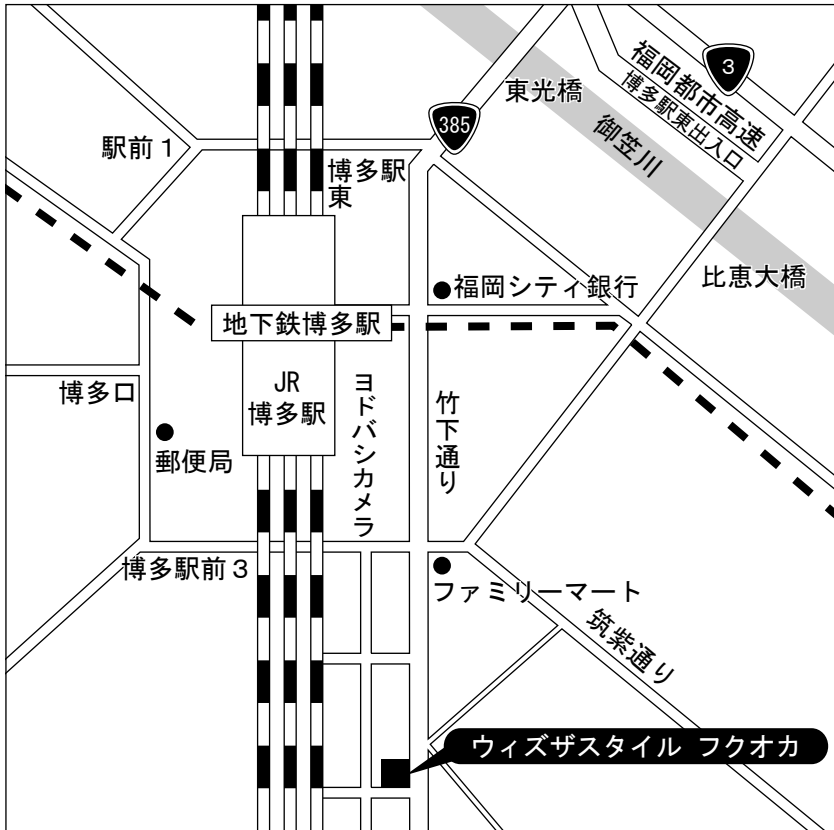 3
福岡都市高速
博多駅東出入口
東光橋
385
御笠川
駅前1
博多駅
東
比恵大橋
福岡シティ銀行
地下鉄博多駅
JR
博多駅
ヨドバシカメラ
竹下通り
博多口
郵便局
博多駅前3
ファミリーマート
筑紫通り
ウィズザスタイル フクオカ